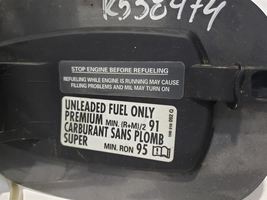 R538974
STOP ENGINE BEFORE REFUELING
REFUELING WHILE ENGINE IS RUNNING MAY CAUSE
FILLING PROBLEMS AND MIL MAY TURN ON
UNLEADED FUEL ONLY
PREMIUM MIN. (R+M)/2 91
CARBURANT SANS PLOMB
SUPER
MIN. RON 95